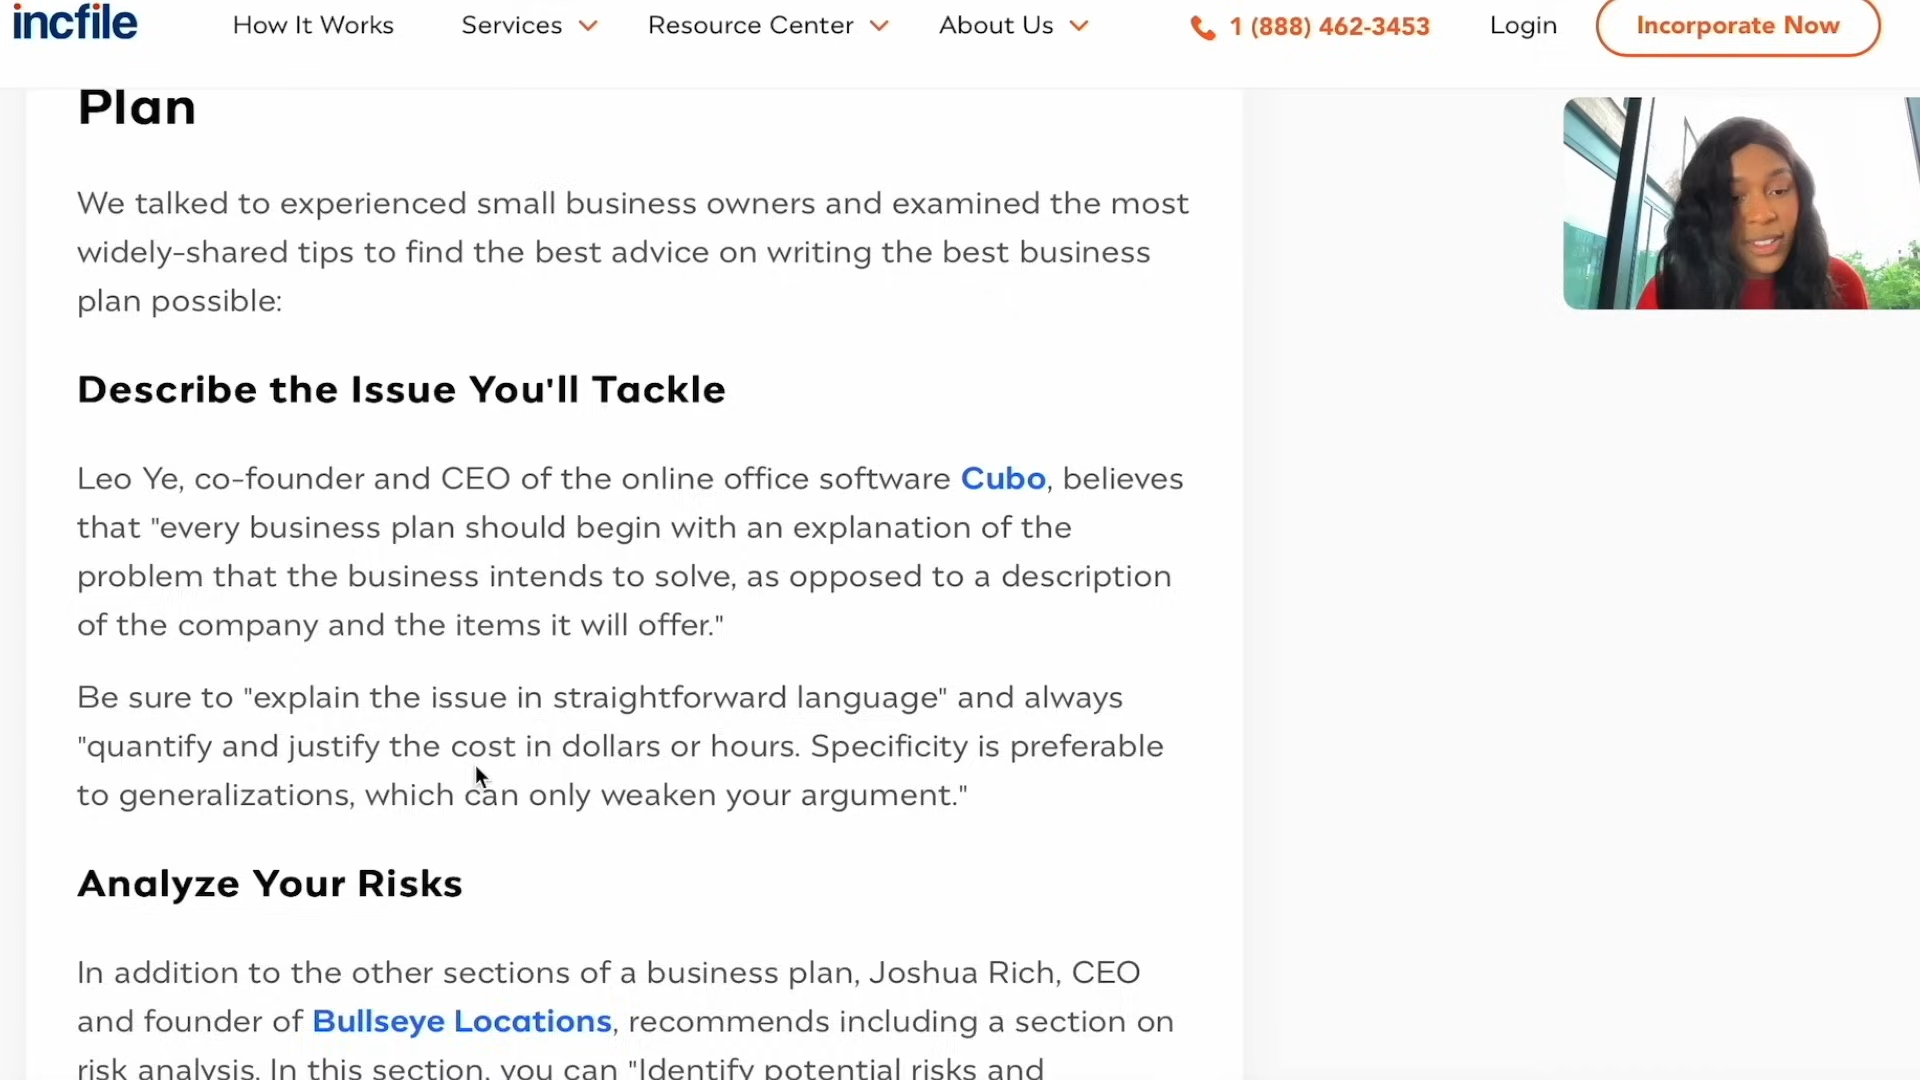 incfile
How It Works
Services
Resource Center
About Us
1 (888) 462-3453
Login
Incorporate Now
Plan
We talked to experienced small business owners and examined the most
widely-shared tips to find the best advice on writing the best business
plan possible:
Describe the Issue You'll Tackle
Leo Ye, co-founder and CEO of the online office software Cubo, believes
that "every business plan should begin with an explanation of the
problem that the business intends to solve, as opposed to a description
of the company and the items it will offer."
Be sure to "explain the issue in straightforward language" and always
"quantify and justify the cost in dollars or hours. Specificity is preferable
to generalizations, which can only weaken your argument."
Analyze Your Risks
In addition to the other sections of a business plan, Joshua Rich, CEO
and founder of Bullseye Locations, recommends including a section on
risk analysis. In this section, you can "Identify potential risks and